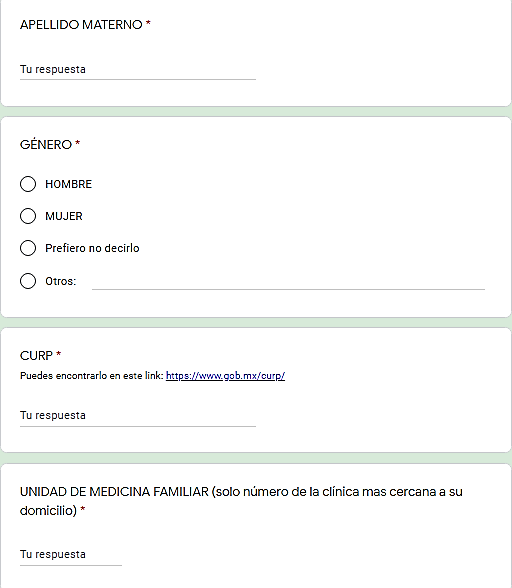 APELLIDO MATERNO *
Tu respuesta
GÉNERO *
HOMBRE
MUJER
Prefiero no decirlo
Otros:
CURP *
Puedes encontrarlo en este link: https://www.gob.mx/curp/
Tu respuesta
UNIDAD DE MEDICINA FAMILIAR (solo número de la clínica mas cercana a su
domicilio) *
Tu respuesta